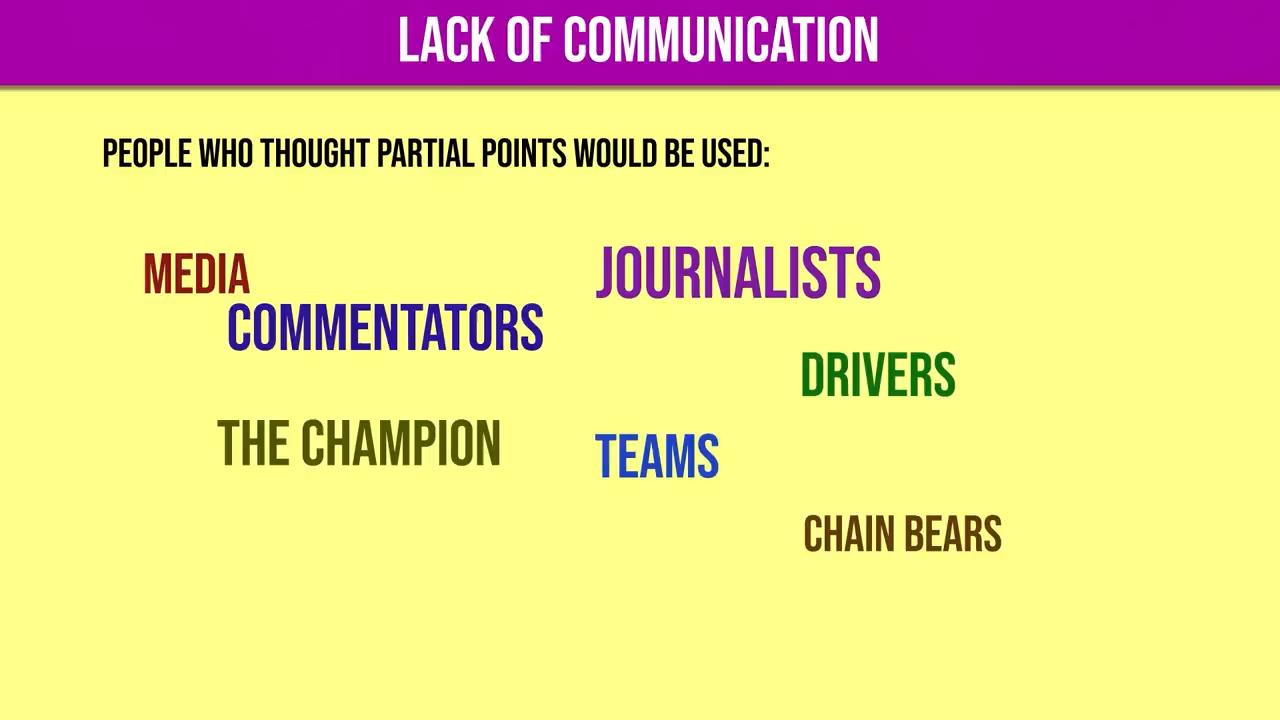 LACK OF COMMUNICATION
PEOPLE WHO THOUGHT PARTIAL POINTS WOULD BE USED:
MEDIA
JOURNALISTS
COMMENTATORS
DRIVERS
THE CHAMPION
TEAMS
CHAIN BEARS